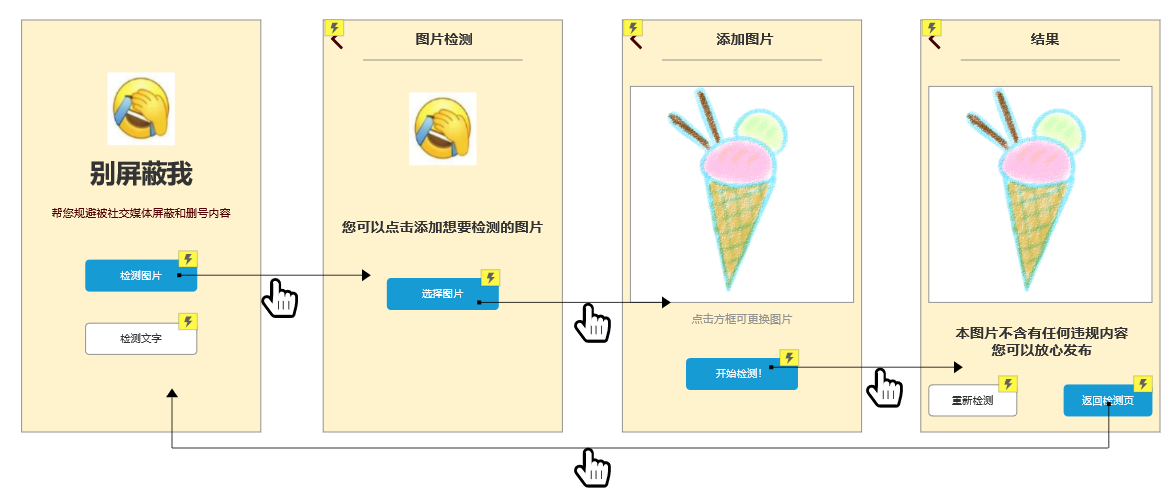 别屏蔽我
帮您规避被社交媒体屏蔽和删号内容
检测图片
检测文字
图片检测
您可以点击添加想要检测的图片
选择图片
添加图片
点击方框可更换图片
开始检测!
结果
本图片不含有任何违规内容
您可以放心发布
重新检测
返回检测页